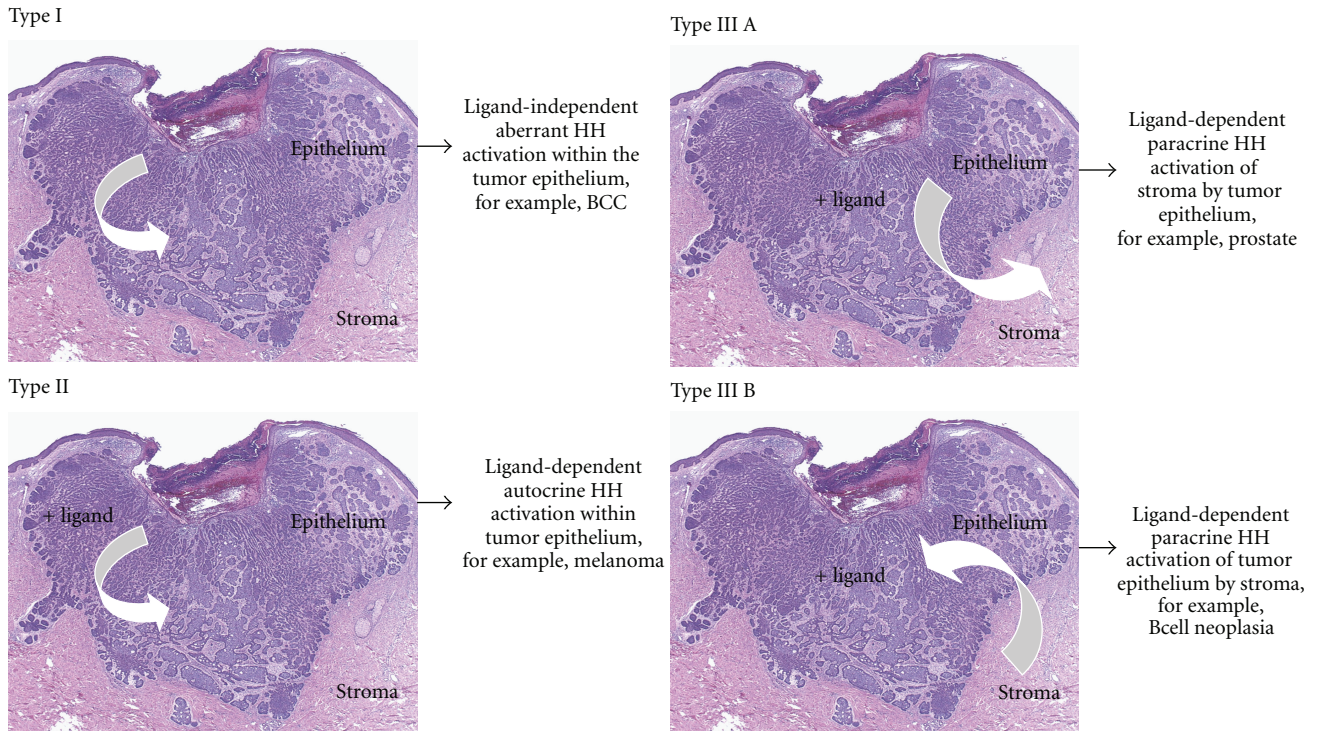 Type I
Epithelium
Stroma
Ligand-independent
aberrant HH
activation within the
tumor epithelium,
for example, BCC
Type III A
Epithelium
+ ligand
Stroma
Ligand-dependent
paracrine HH
activation of
stroma by tumor
epithelium,
for example, prostate
Type II
+ ligand
Epithelium
Stroma
Ligand-dependent
autocrine HH
activation within
tumor epithelium,
for example, melanoma
Type III B
Epithelium
+ ligand
Stroma
Ligand-dependent
paracrine HH
activation of tumor
epithelium by stroma,
for example,
Bcell neoplasia